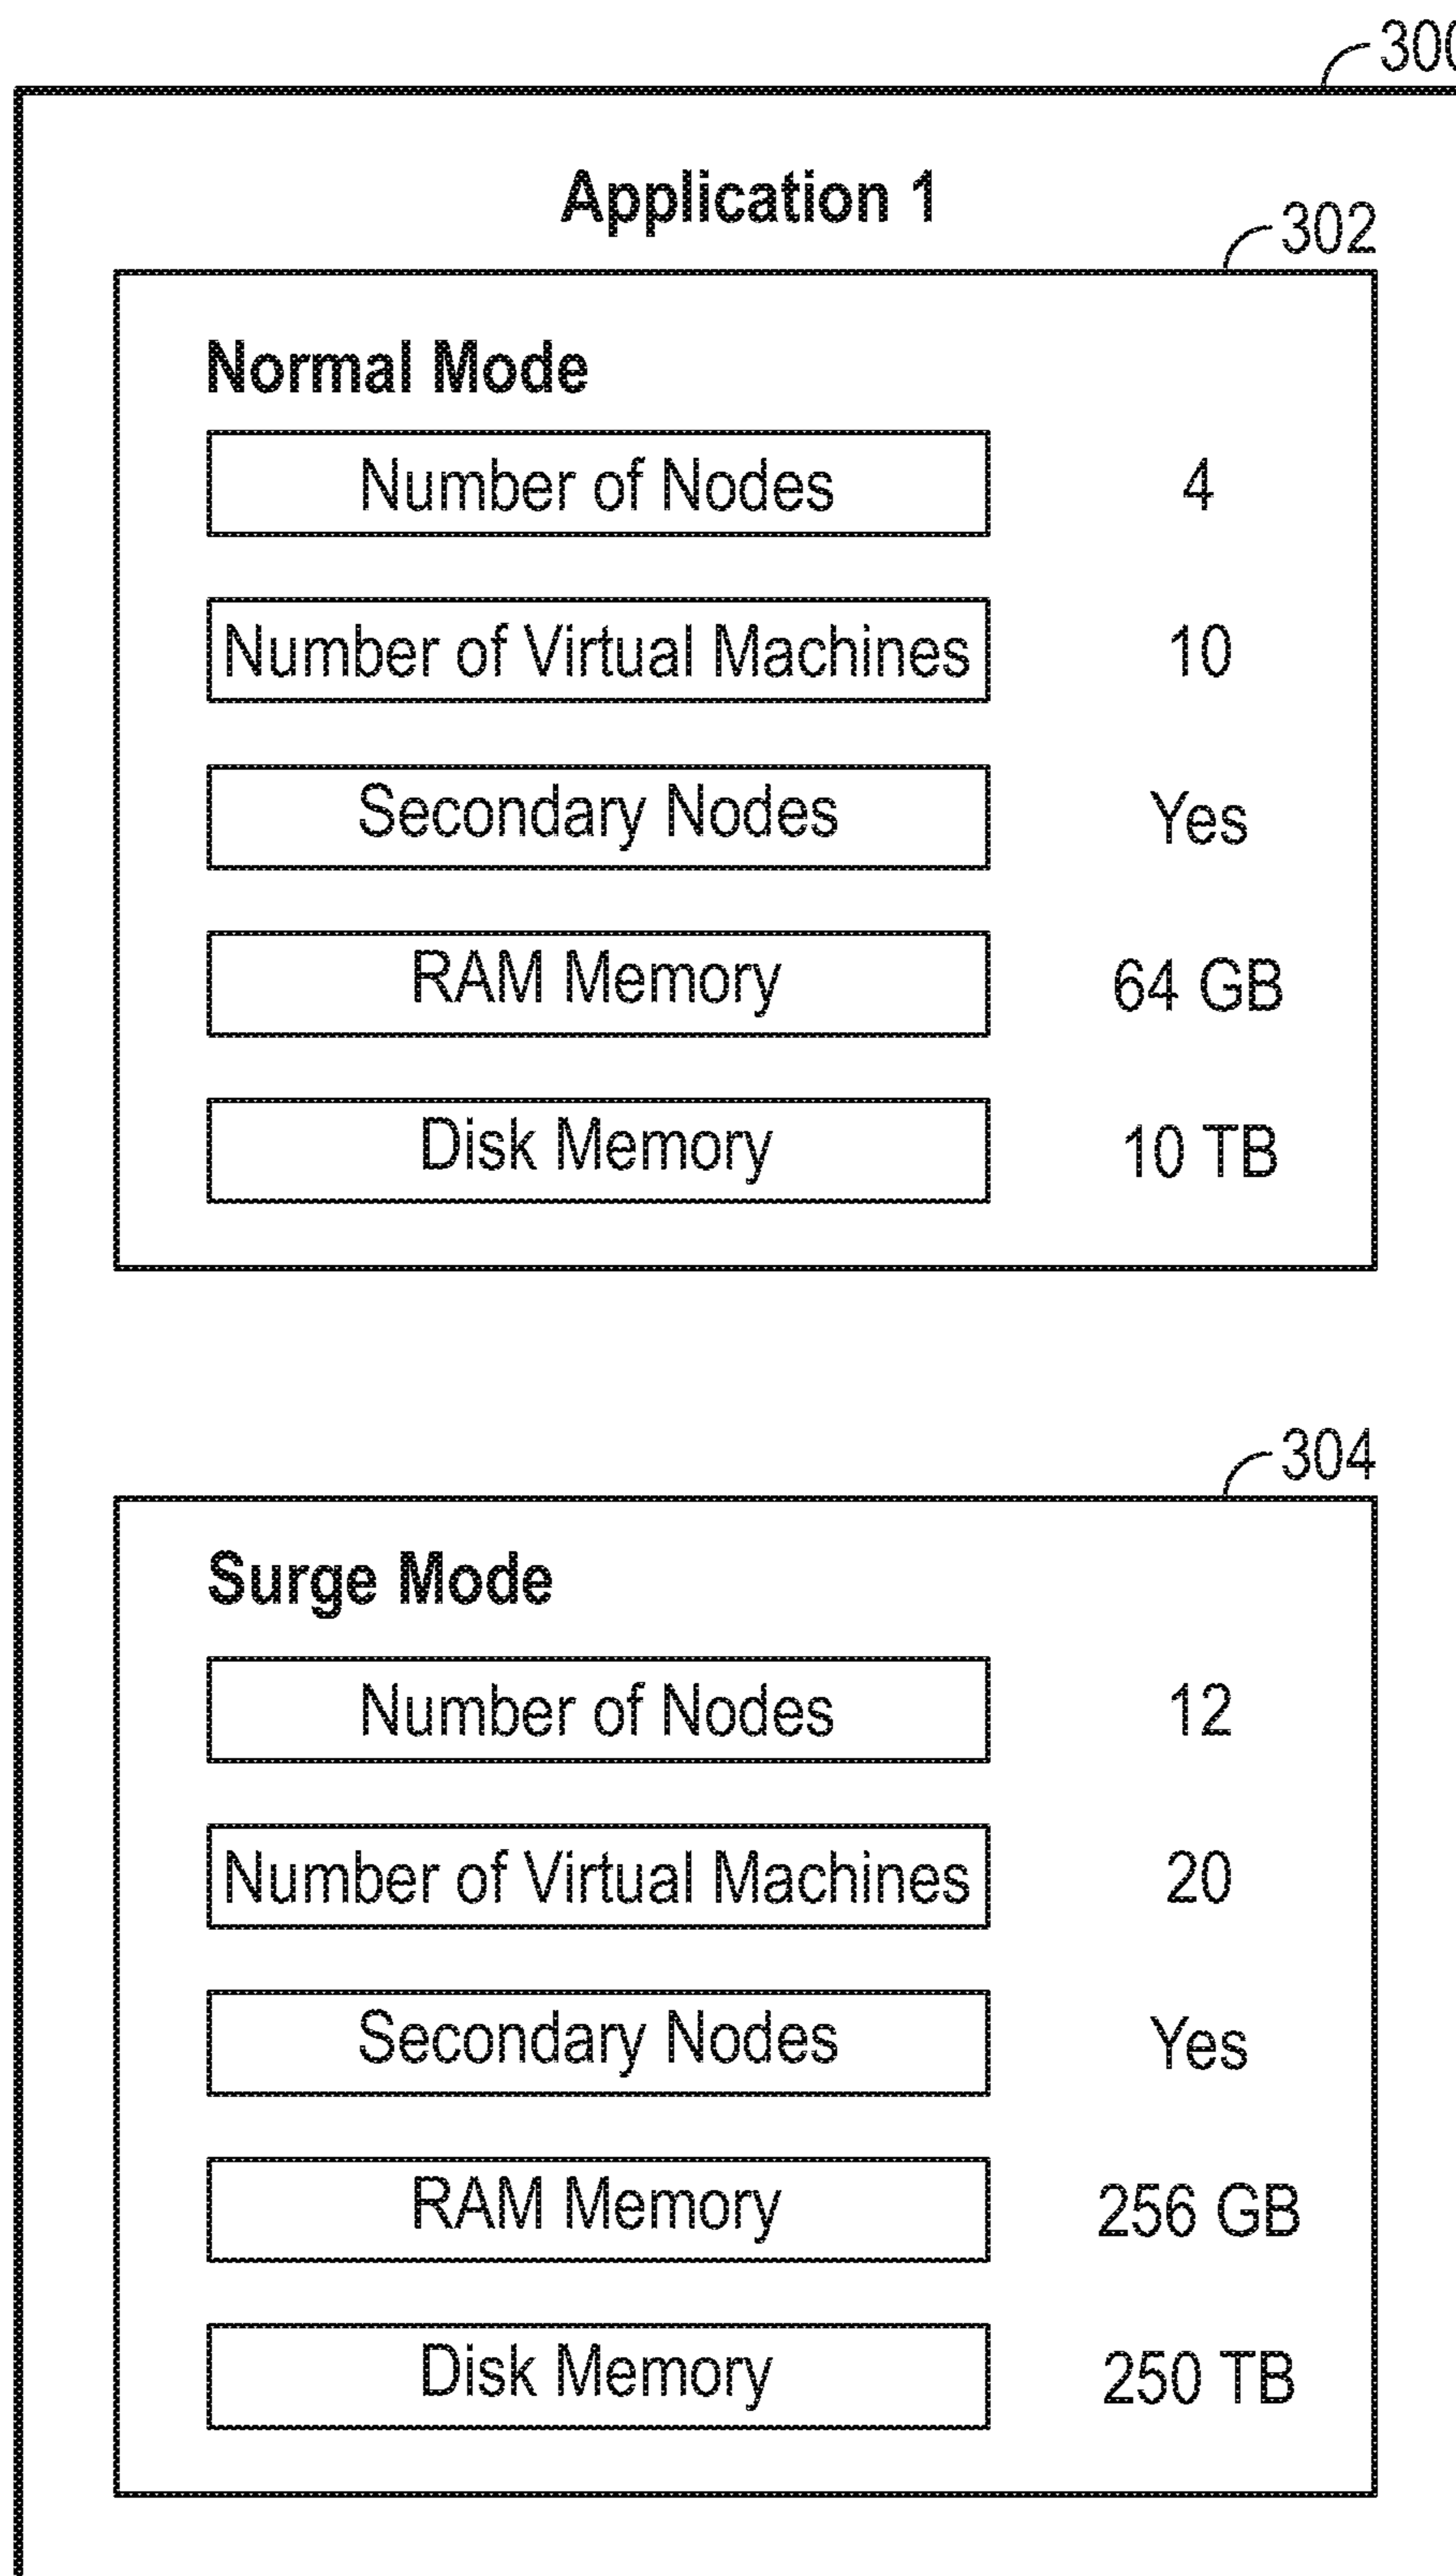 300
Application 1
302
Normal Mode
Number of Nodes 4
Number of Virtual Machines 10
Secondary Nodes Yes
RAM Memory 64 GB
Disk Memory 10 TB
304
Surge Mode
Number of Nodes 12
Number of Virtual Machines 20
Secondary Nodes Yes
RAM Memory 256 GB
Disk Memory 250 TB